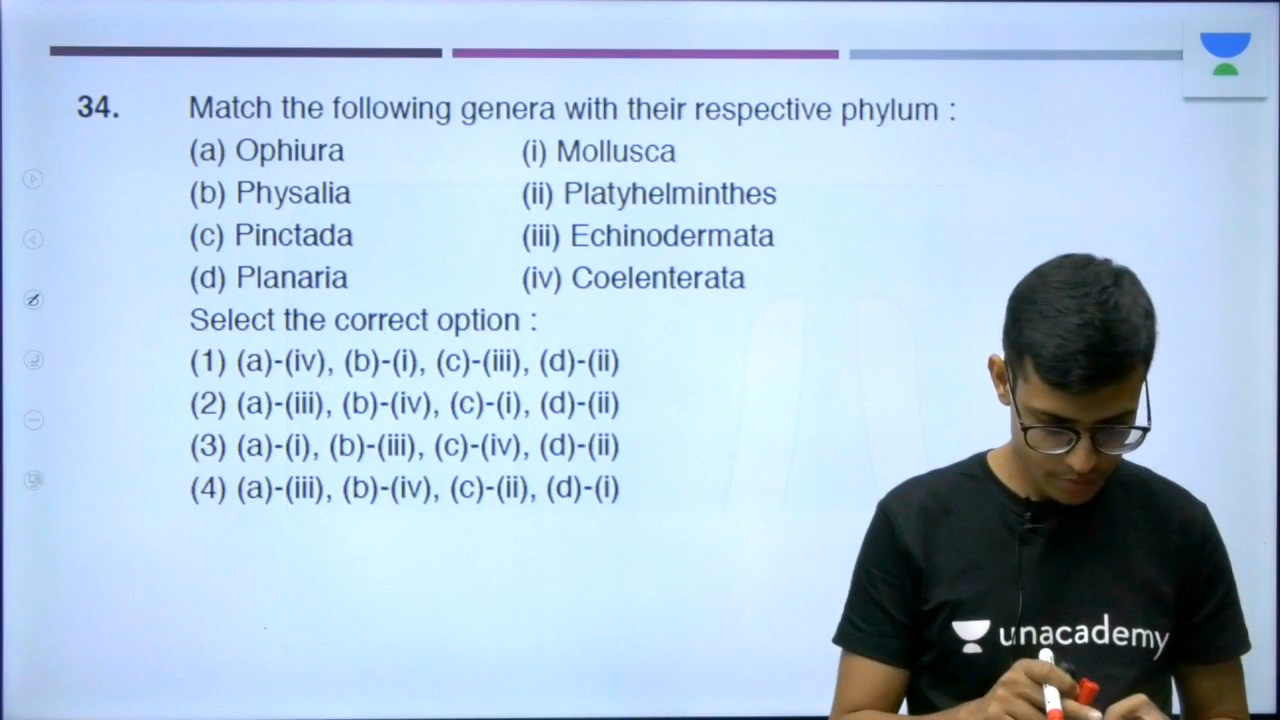 34. Match the following genera with their respective phylum :
(a) Ophiura (i) Mollusca
(b) Physalia (ii) Platyhelminthes
(c) Pinctada (iii) Echinodermata
(d) Planaria (iv) Coelenterata
Select the correct option :
(1) (a)-(iv), (b)-(i), (c)-(iii), (d)-(ii)
(2) (a)-(iii), (b)-(iv), (c)-(i), (d)-(ii)
(3) (a)-(i), (b)-(iii), (c)-(iv), (d)-(ii)
(4) (a)-(iii), (b)-(iv), (c)-(ii), (d)-(i)
unacademy